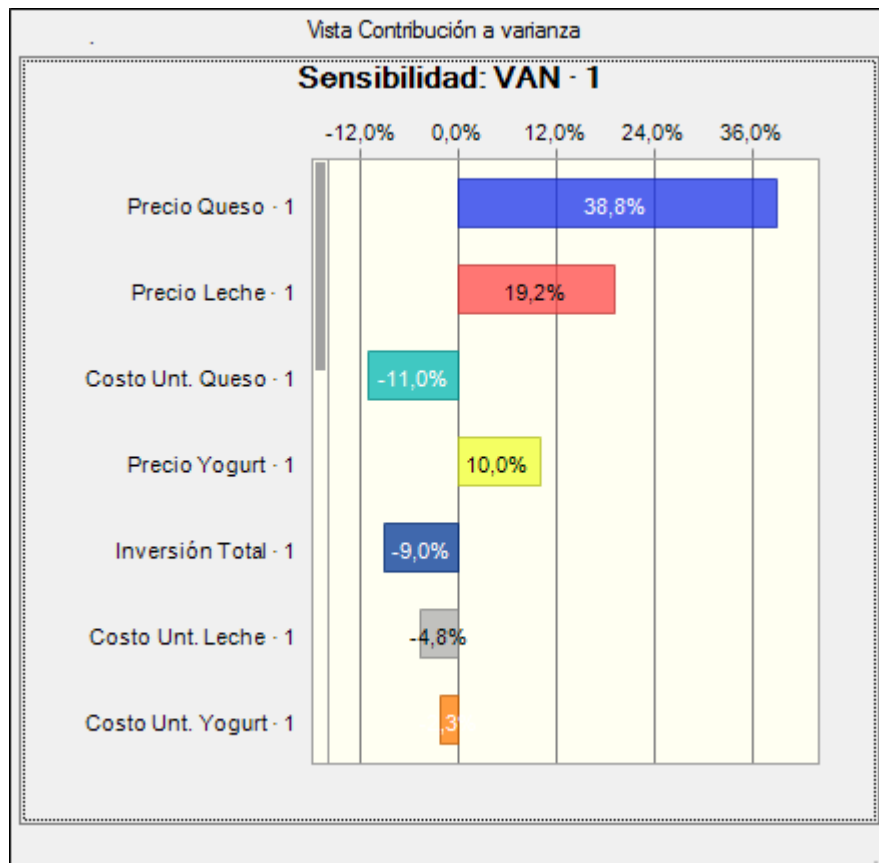 Vista Contribución a varianza
Sensibilidad: VAN - 1
-12,0% 0,0% 12,0% 24,0% 36,0%
Precio Queso - 1 38,8%
Precio Leche - 1 19,2%
Costo Unt. Queso - 1 -11,0%
Precio Yogurt - 1 10,0%
Inversión Total - 1 -9,0%
Costo Unt. Leche - 1 -4,8%
Costo Unt. Yogurt - 1